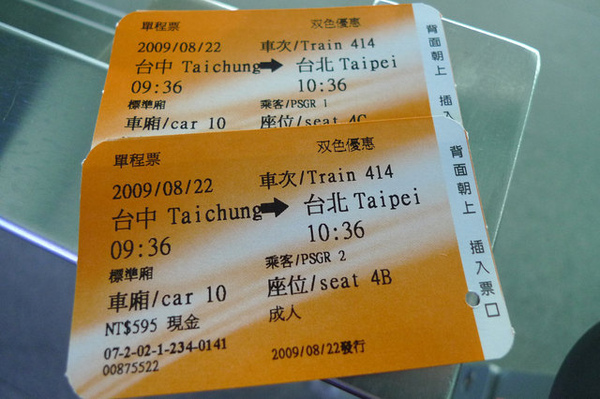 單程票 双色優惠
2009/08/22 車次/Train 414
台中 Taichung → 台北 Taipei
09:36 10:36
標準廂 乘客/PSGR 1
車廂/car 10 座位/seat 4C
背面朝上 插入
單程票 双色優惠
2009/08/22 車次/Train 414
台中 Taichung → 台北 Taipei
09:36 10:36
標準廂 乘客/PSGR 2
車廂/car 10 座位/seat 4B
NT$595 現金 成人
07-2-02-1-234-0141
00875522 2009/08/22發行
背面朝上 插入票口